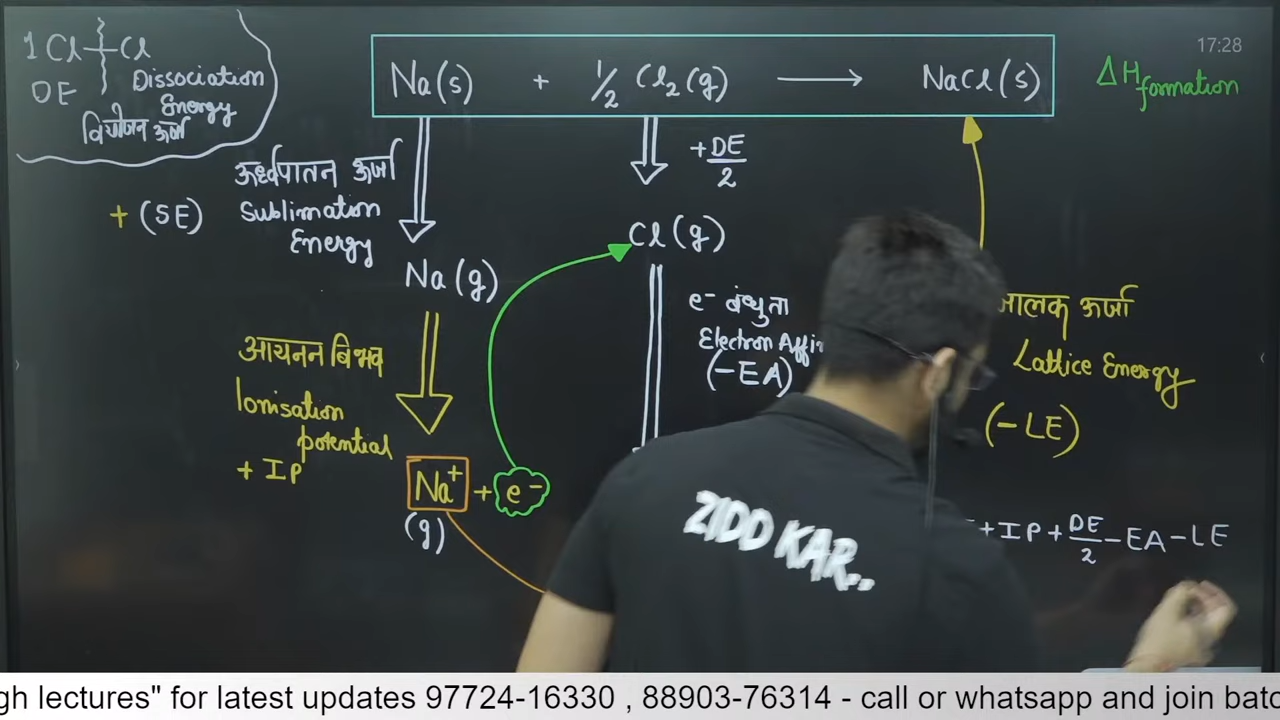 1 Cl Cl
DE Dissociation
Energy
वियोजन ऊर्जा
Na(s) + 1/2 Cl₂(g) ⟶ NaCl(s)
17:28
ΔH formation
+DE/2
ऊर्ध्वपातन ऊर्जा
+ (SE) Sublimation
Energy
Cl(g)
Na(g)
e⁻ बंधुता
Electron
(-EA)
ऊर्जा
Lattice Energy
(-LE)
आयनन विभव
Ionisation
potential
+ IP
Na⁺ + e⁻
(g)
+IP+DE/2-EA-LE
ZIDD KAR..
lectures" for latest updates 97724-16330 , 88903-76314 - call or whatsapp and join